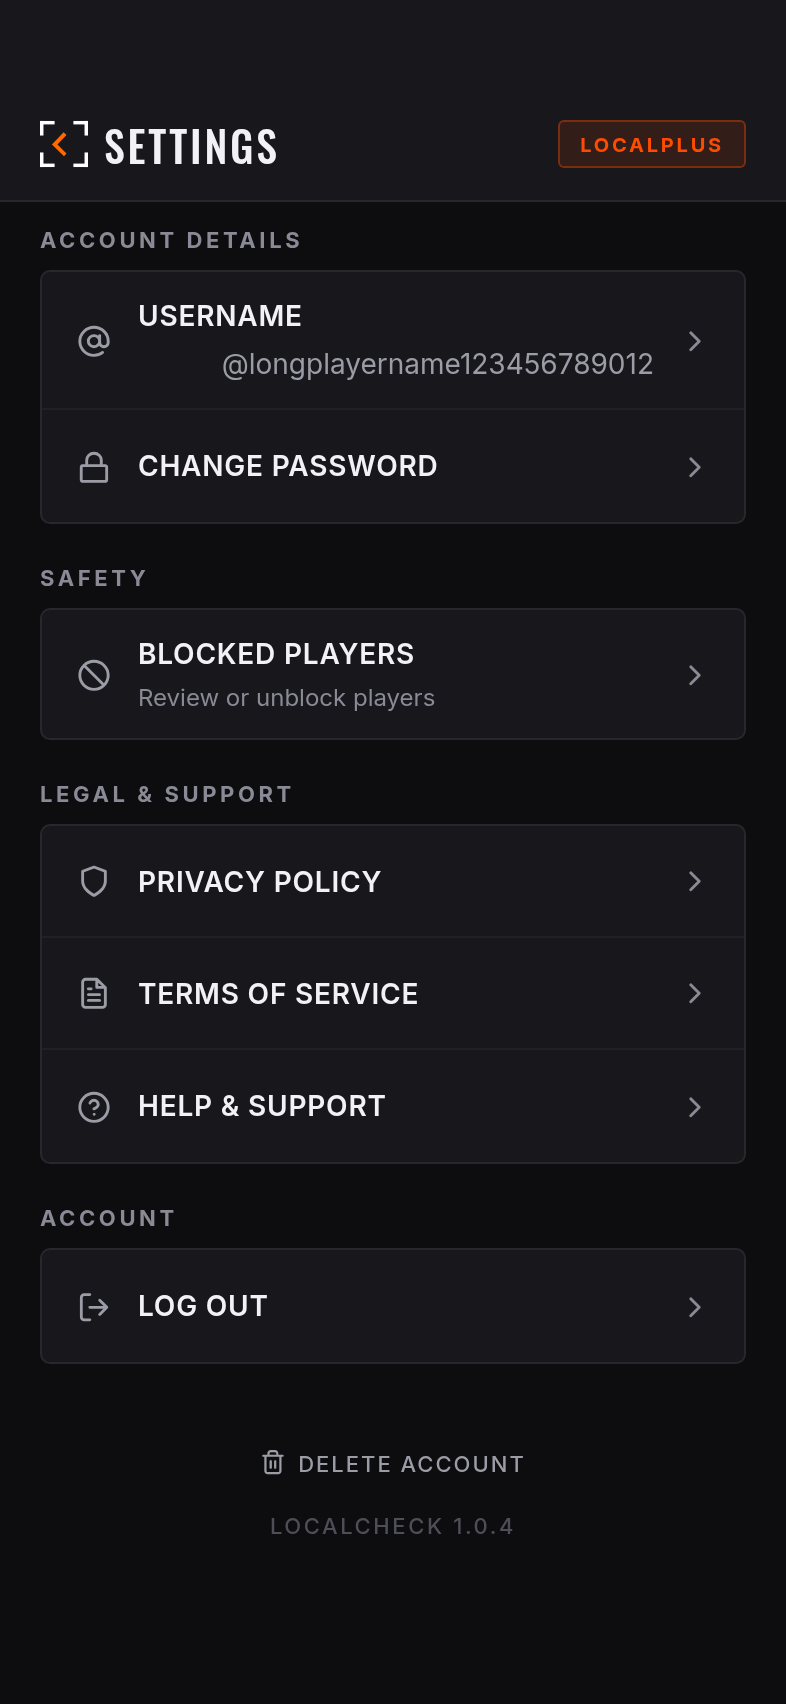 SETTINGS
LOCALPLUS
ACCOUNT DETAILS
USERNAME
@longplayername123456789012
CHANGE PASSWORD
SAFETY
BLOCKED PLAYERS
Review or unblock players
LEGAL & SUPPORT
PRIVACY POLICY
TERMS OF SERVICE
HELP & SUPPORT
ACCOUNT
LOG OUT
DELETE ACCOUNT
LOCALCHECK 1.0.4